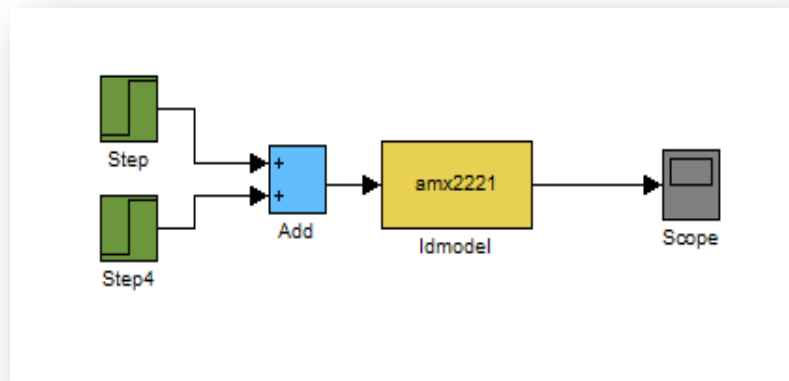 Step
+
+
Step4
Add
amx2221
Idmodel
Scope